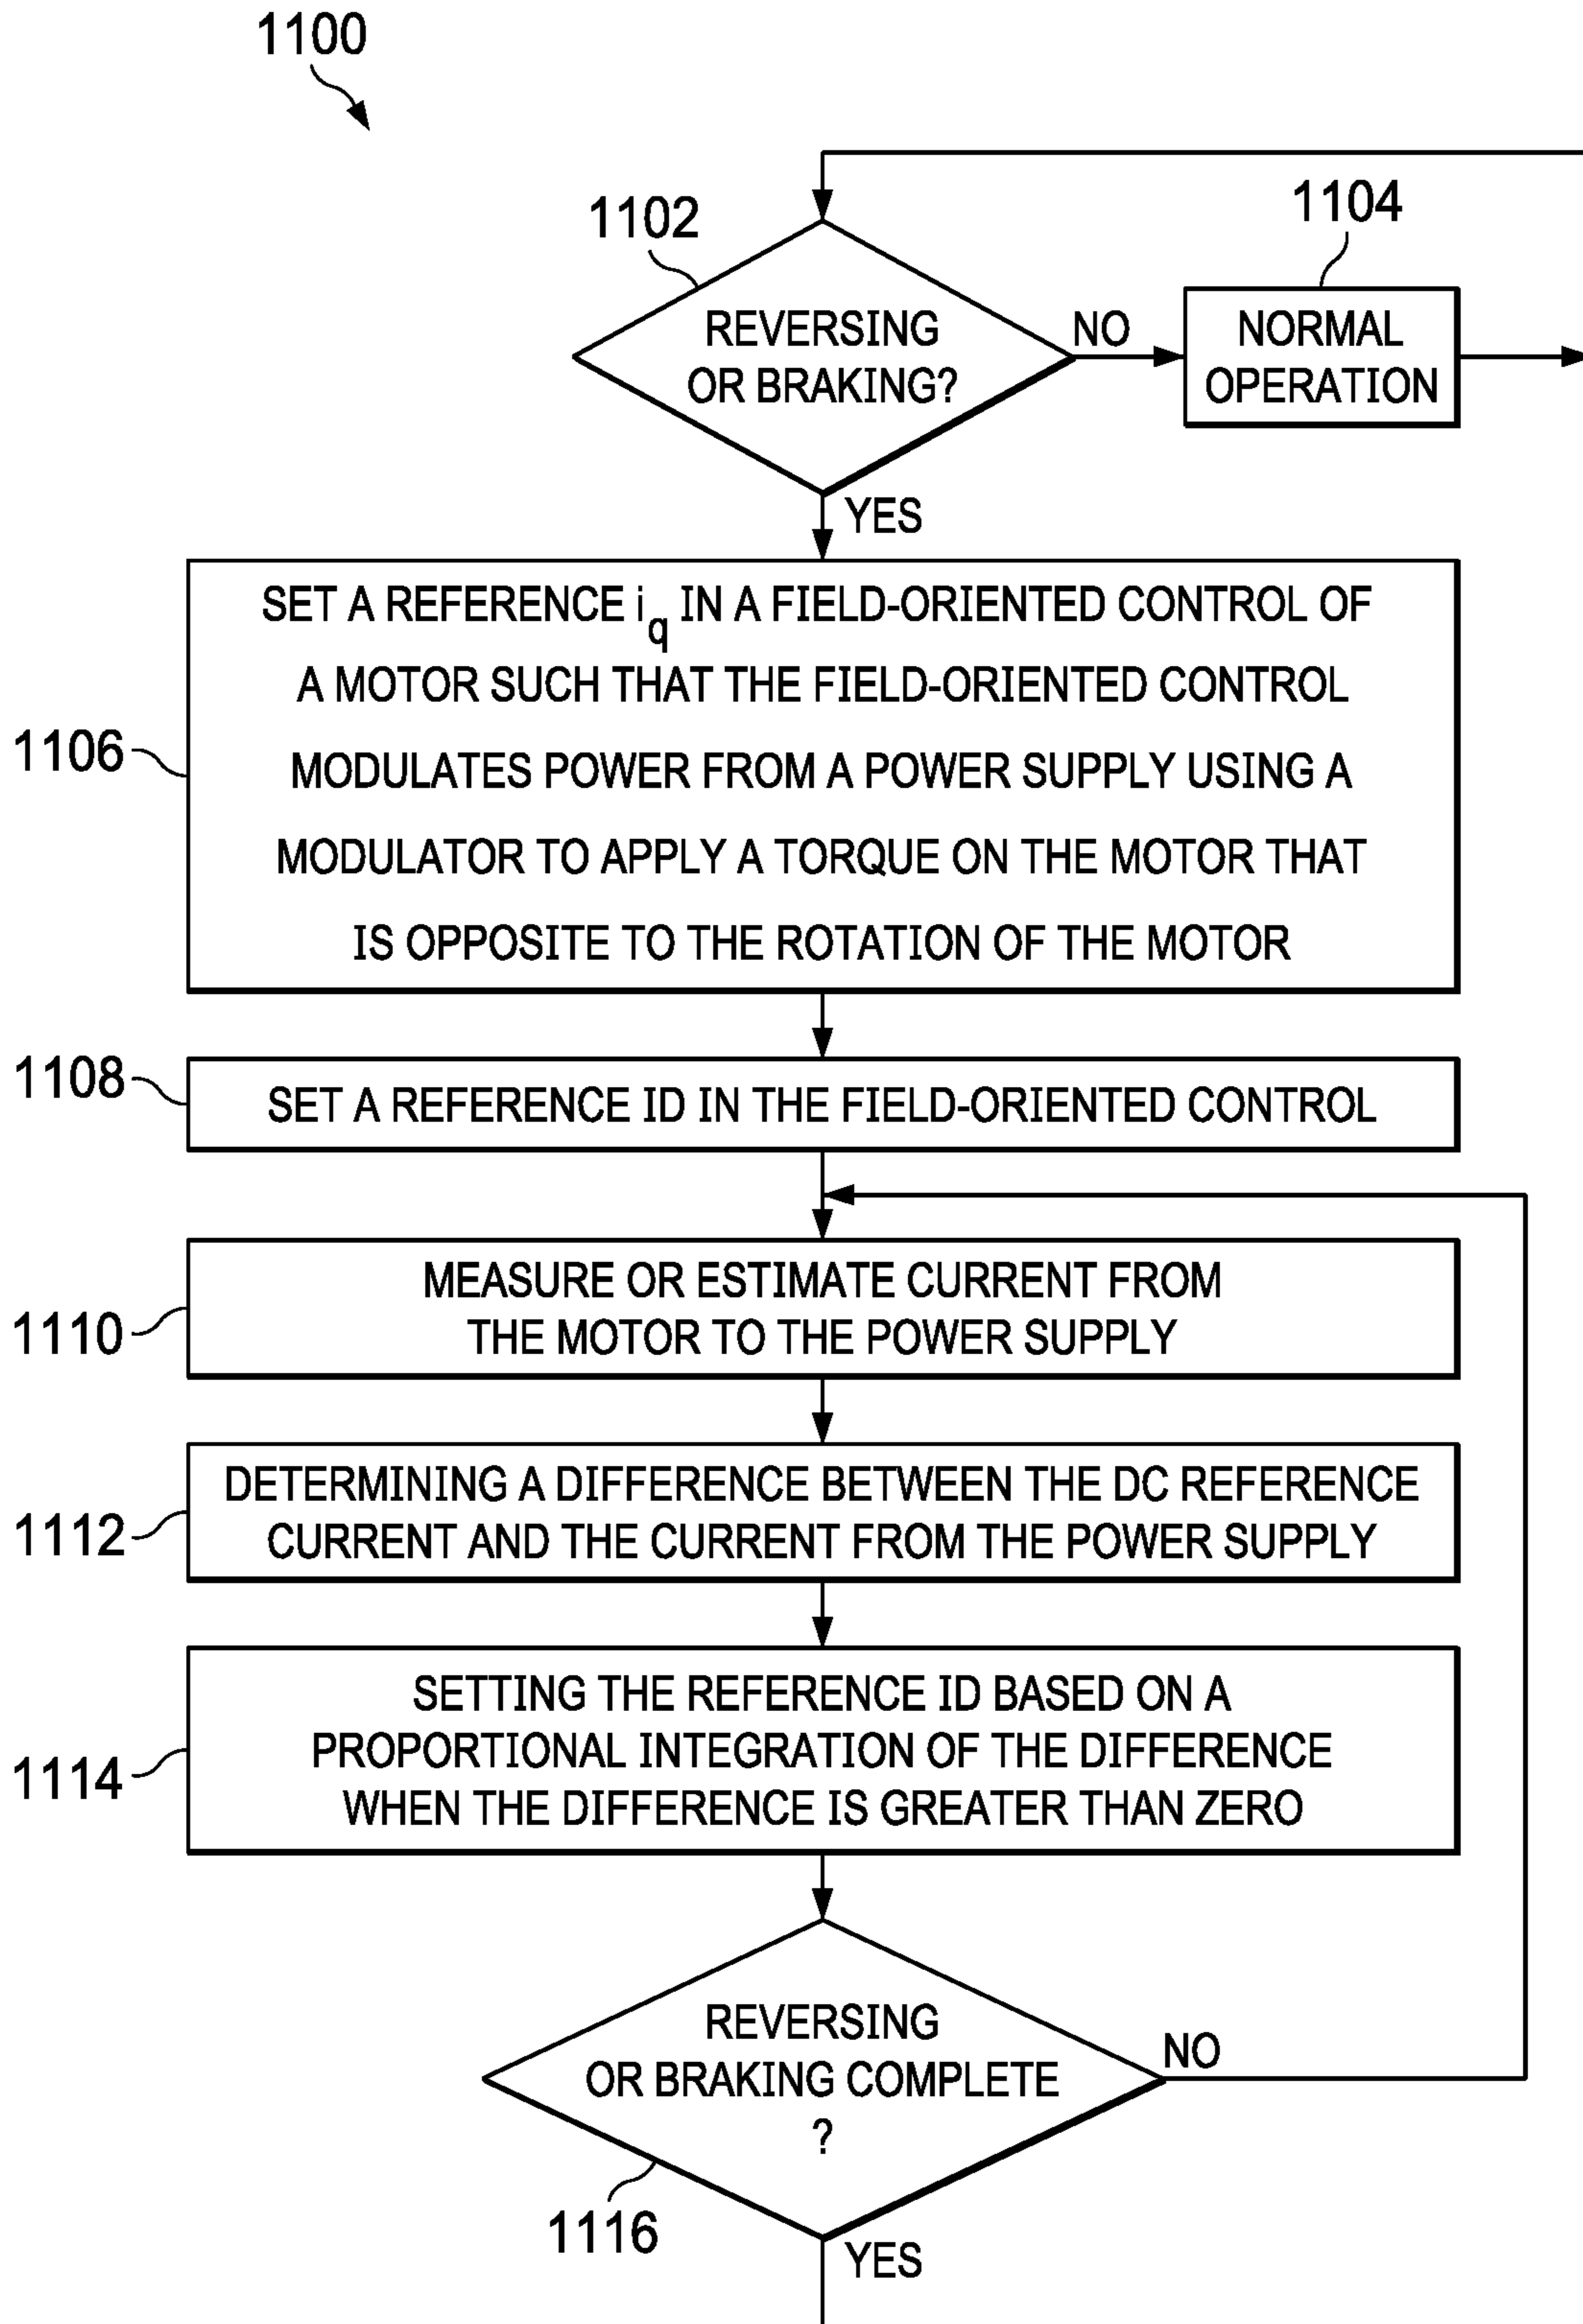 1100
1102
REVERSING
OR BRAKING?
NO
1104
NORMAL
OPERATION
YES
1106
SET A REFERENCE iq IN A FIELD-ORIENTED CONTROL OF
A MOTOR SUCH THAT THE FIELD-ORIENTED CONTROL
MODULATES POWER FROM A POWER SUPPLY USING A
MODULATOR TO APPLY A TORQUE ON THE MOTOR THAT
IS OPPOSITE TO THE ROTATION OF THE MOTOR
1108
SET A REFERENCE ID IN THE FIELD-ORIENTED CONTROL
1110
MEASURE OR ESTIMATE CURRENT FROM
THE MOTOR TO THE POWER SUPPLY
1112
DETERMINING A DIFFERENCE BETWEEN THE DC REFERENCE
CURRENT AND THE CURRENT FROM THE POWER SUPPLY
1114
SETTING THE REFERENCE ID BASED ON A
PROPORTIONAL INTEGRATION OF THE DIFFERENCE
WHEN THE DIFFERENCE IS GREATER THAN ZERO
REVERSING
OR BRAKING COMPLETE
?
NO
1116
YES